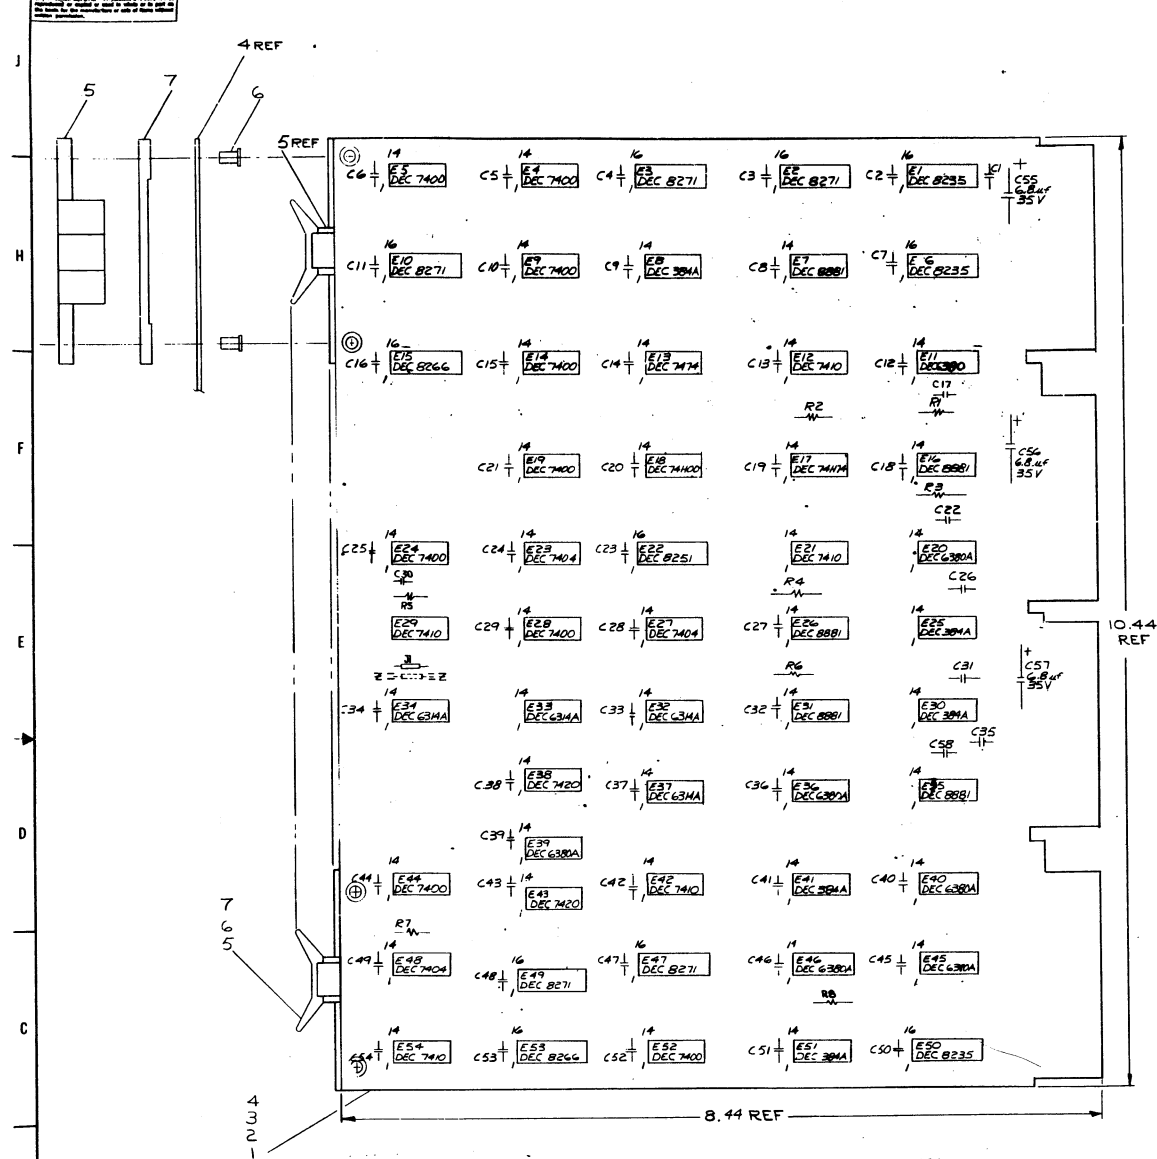 J
4 REF
5
7
6
5 REF
14
C6
E5
DEC 7400
14
C5
E4
DEC 7400
16
C4
E3
DEC 8271
16
C3
E2
DEC 8271
16
C2
E1
DEC 8235
C1
+
C55
6.8uf
35V
H
16
C11
E10
DEC 8271
14
C10
E9
DEC 7400
14
C9
E8
DEC 384A
14
C8
E7
DEC 8881
16
C7
E 6
DEC 8235
16
C16
E15
DEC 8266
14
C15
E14
DEC 7400
14
C14
E13
DEC 7474
14
C13
E12
DEC 7410
14
C12
E11
C17
R2
R1
F
14
C21
E19
DEC 7400
14
C20
E18
DEC 74H00
14
C19
E17
DEC 74H74
14
C18
E16
DEC 8881
+
C56
6.8uf
35V
R3
C22
14
C25
E24
DEC 7400
14
C24
E23
DEC 7404
16
C23
E22
DEC 8251
14
E21
DEC 7410
14
E20
DEC 6380A
C30
R5
R4
C26
E
E29
DEC 7410
14
C29
E28
DEC 7400
14
C28
E27
DEC 7404
14
C27
E26
DEC 8881
14
E25
DEC 384A
10.44
REF
J1
Z
Z
R6
C31
+
C57
6.8uf
35V
14
C34
E34
DEC 6314A
14
E33
DEC 6314A
14
C33
E32
DEC 6314A
14
C32
E31
DEC 8881
14
E30
DEC 384A
C58
C35
14
C38
E38
DEC 7420
14
C37
E37
DEC 6314A
14
C36
E36
DEC 6380A
14
E35
DEC 8881
D
14
C39
E39
DEC 6380A
14
C44
E44
DEC 7400
14
C43
E43
DEC 7420
14
C42
E42
DEC 7410
14
C41
E41
DEC 384A
14
C40
E40
DEC 6380A
7
6
5
R7
14
C49
E48
DEC 7404
16
C48
E49
DEC 8271
16
C47
E47
DEC 8271
C46
E46
DEC 6380A
14
C45
E45
DEC 6380A
R8
C
14
C54
E54
DEC 7410
16
C53
E53
DEC 8266
14
C52
E52
DEC 7400
14
C51
E51
DEC 384A
16
C50
E50
DEC 8235
4
3
2
1
8.44 REF